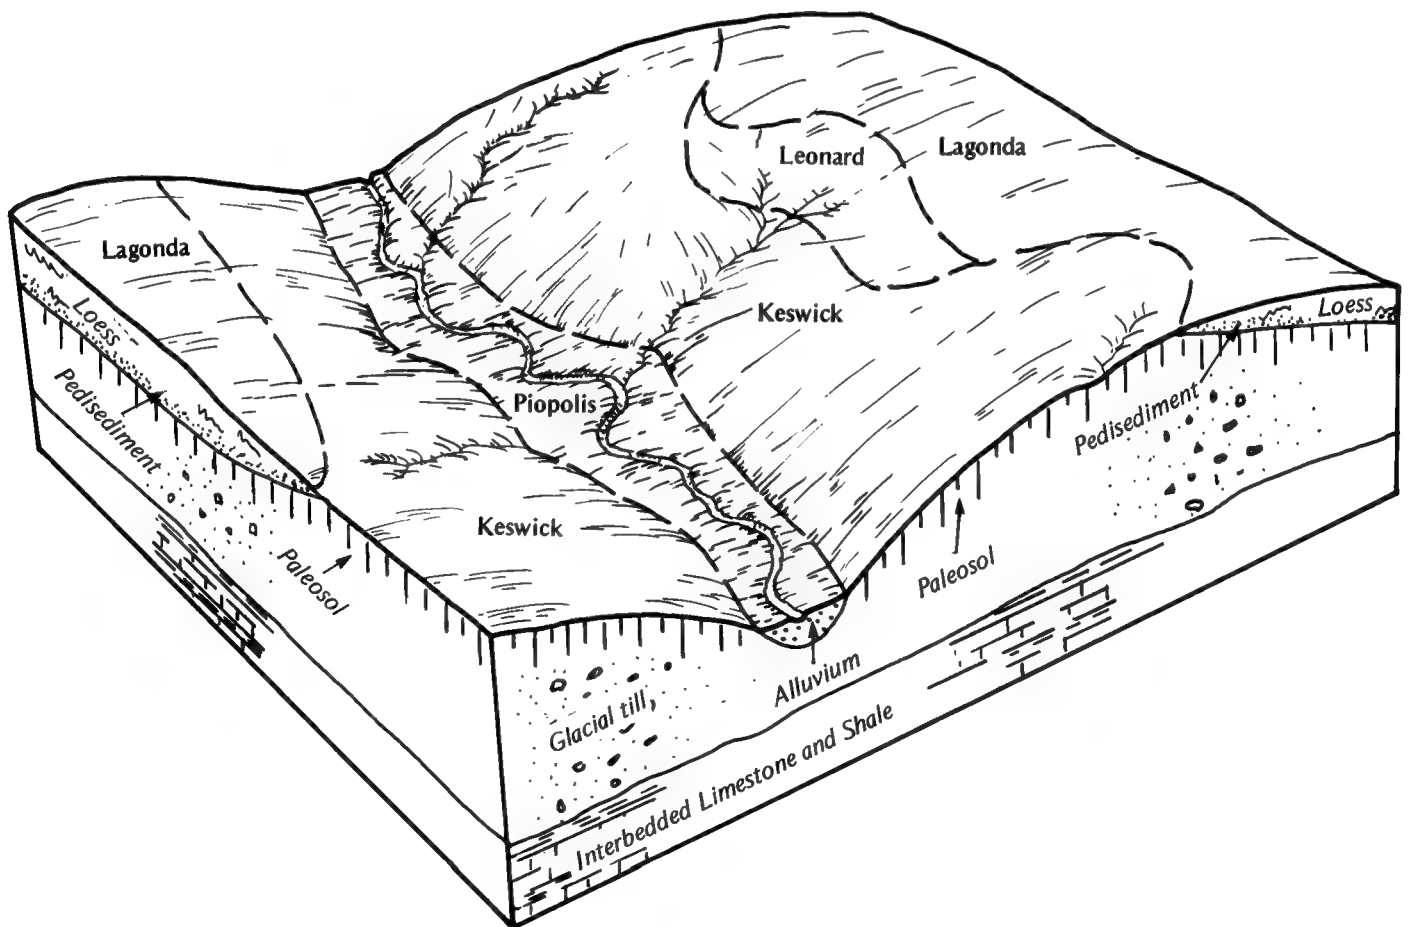 Leonard
Lagonda
Lagonda
Loess
Loess
Keswick
Pedisediment
Piopolis
Pedisediment
Keswick
Paleosol
Paleosol
Alluvium
Glacial till
Interbedded Limestone and Shale